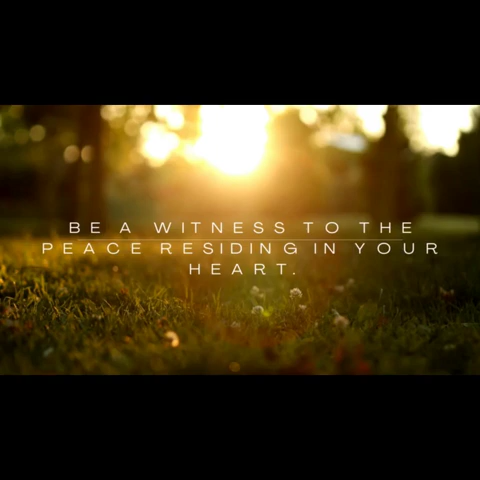 BE A WITNESS TO THE
PEACE RESIDING IN YOUR
HEART.